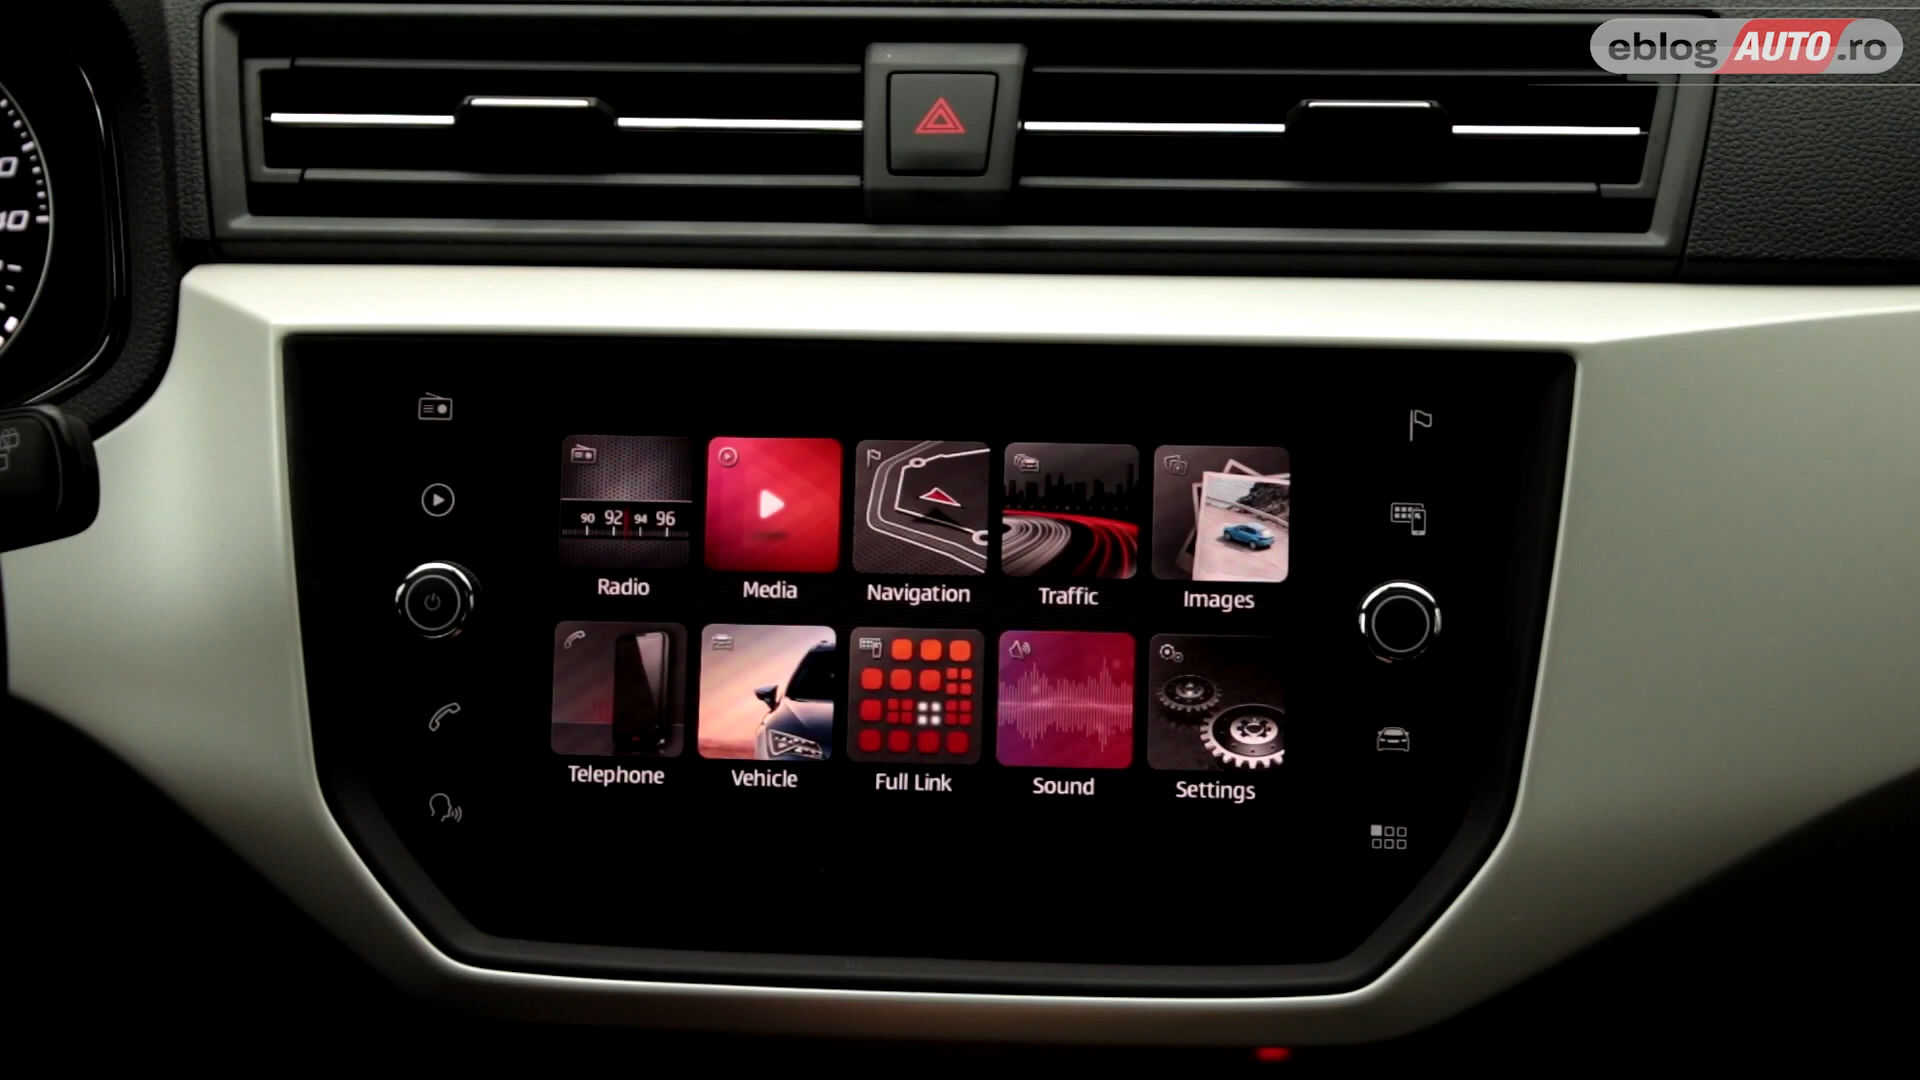 eblog AUTO.ro
90 92 94 96
Radio Media Navigation Traffic Images
Telephone Vehicle Full Link Sound Settings